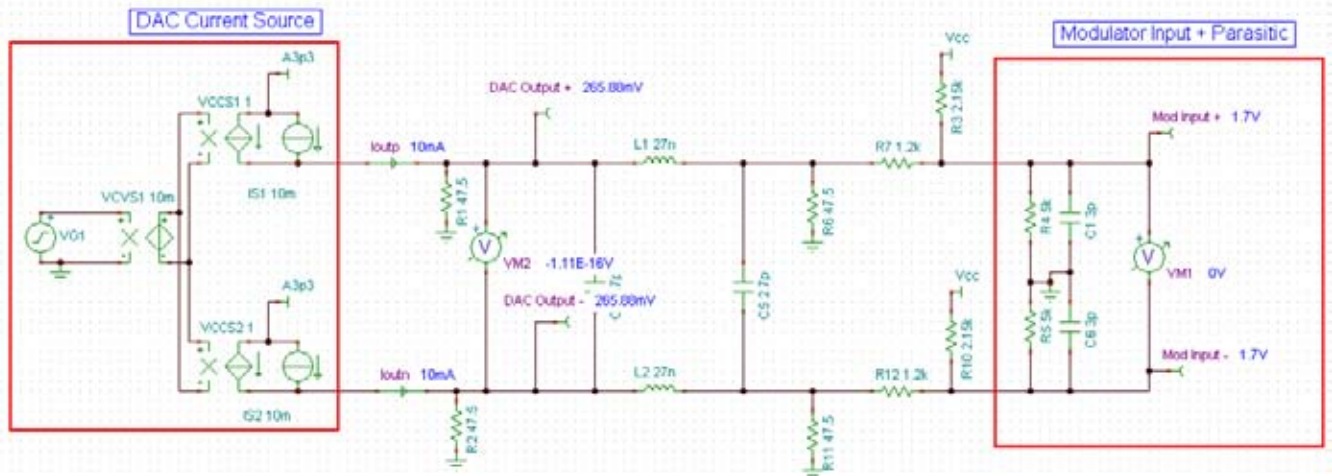 DAC Current Source
Modulator Input + Parasitic
A3p3
VCCS1 1
IS1 10m
VCVS1 10m
VG1
A3p3
VCCS2 1
IS2 10m
Ioutp 10mA
Ioutn 10mA
R1 47.5
R2 47.5
DAC Output + 265.88mV
VM2 -1.11E-16V
DAC Output - 265.88mV
L1 27n
L2 27n
C5 2.7p
R6 47.5
R11 47.5
R7 1.2k
R12 1.2k
Vcc
R3 2.15k
Vcc
R10 2.15k
R4 5k
C1 3p
R5 5k
C6 3p
Mod Input + 1.7V
VM1 0V
Mod Input - 1.7V